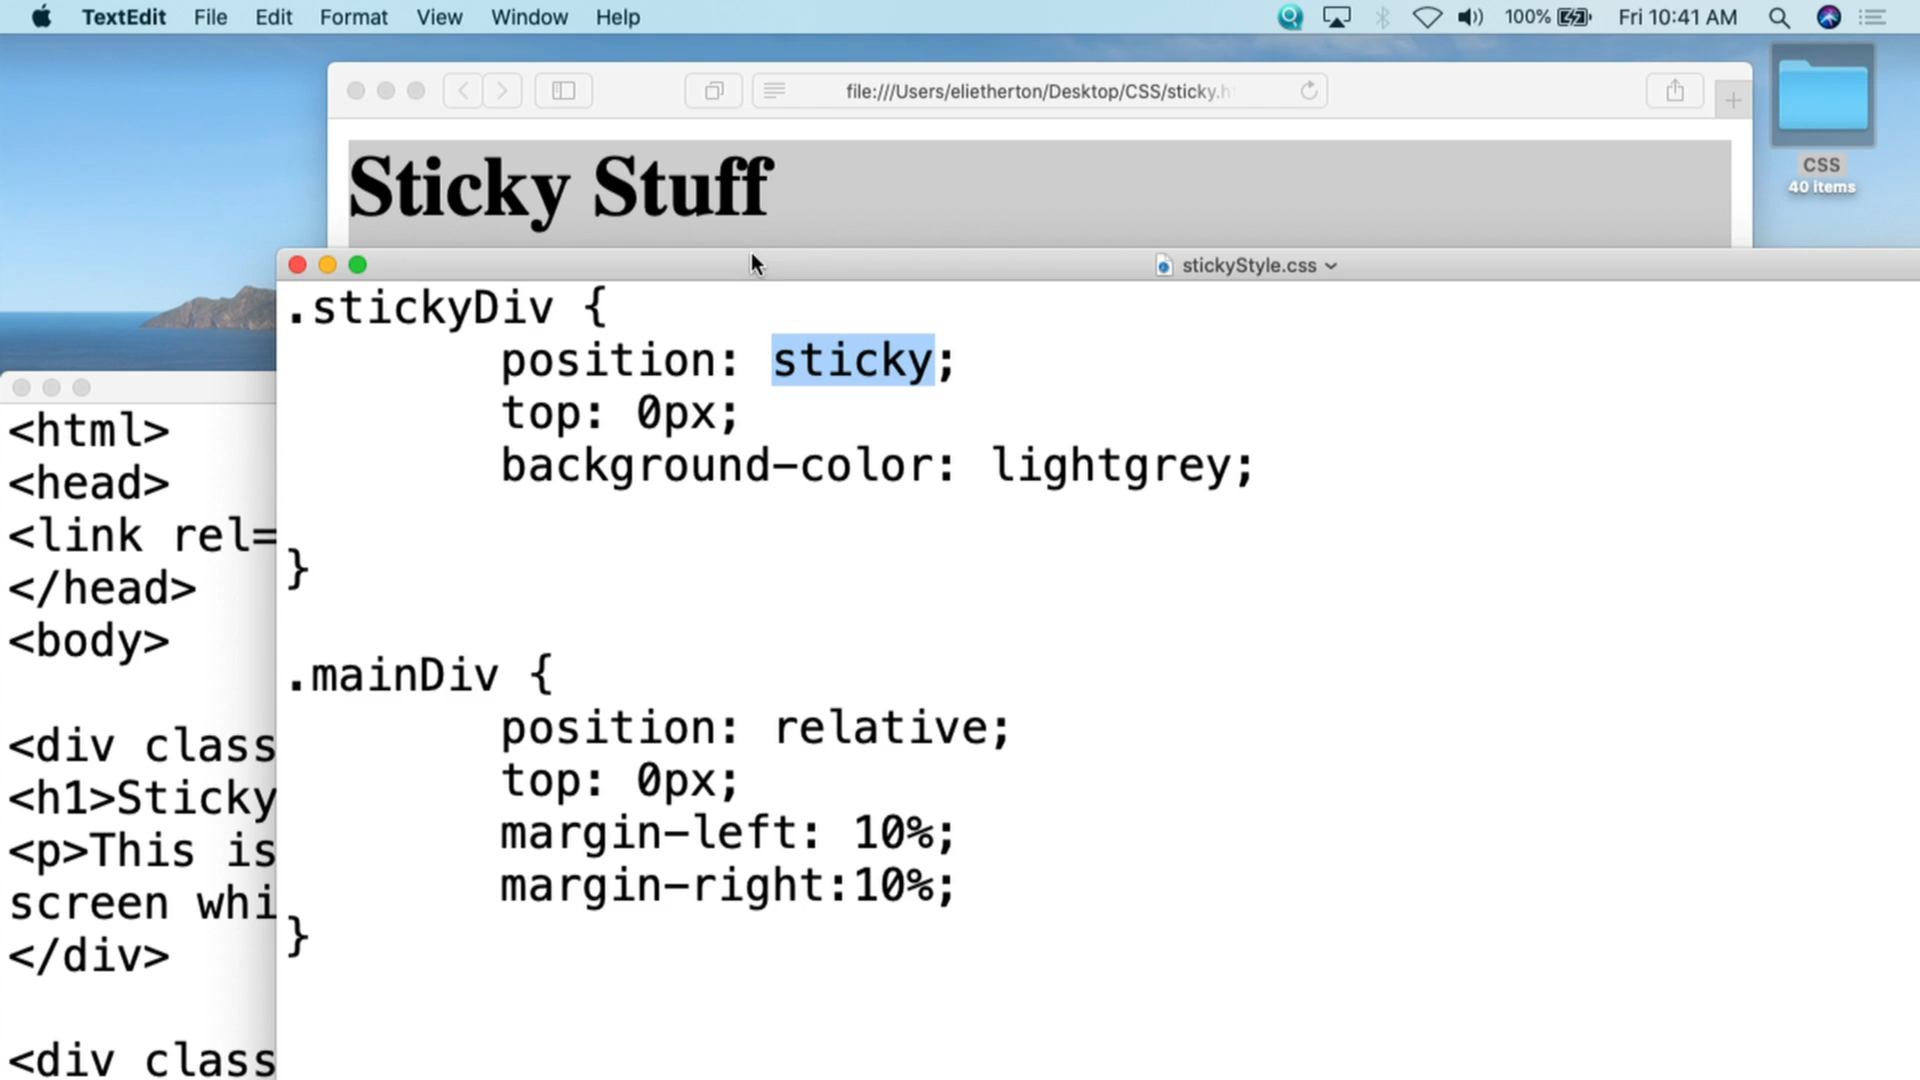 TextEdit File Edit Format View Window Help 100% Fri 10:41 AM
file:///Users/elietherton/Desktop/CSS/sticky.h
CSS
40 items
Sticky Stuff
stickyStyle.css
.stickyDiv {
position: sticky;
top: 0px;
background-color: lightgrey;
}
.mainDiv {
position: relative;
top: 0px;
margin-left: 10%;
margin-right:10%;
}
<html>
<head>
<link rel=
</head>
<body>
<div class
<h1>Sticky
<p>This is
screen whi
</div>
<div class